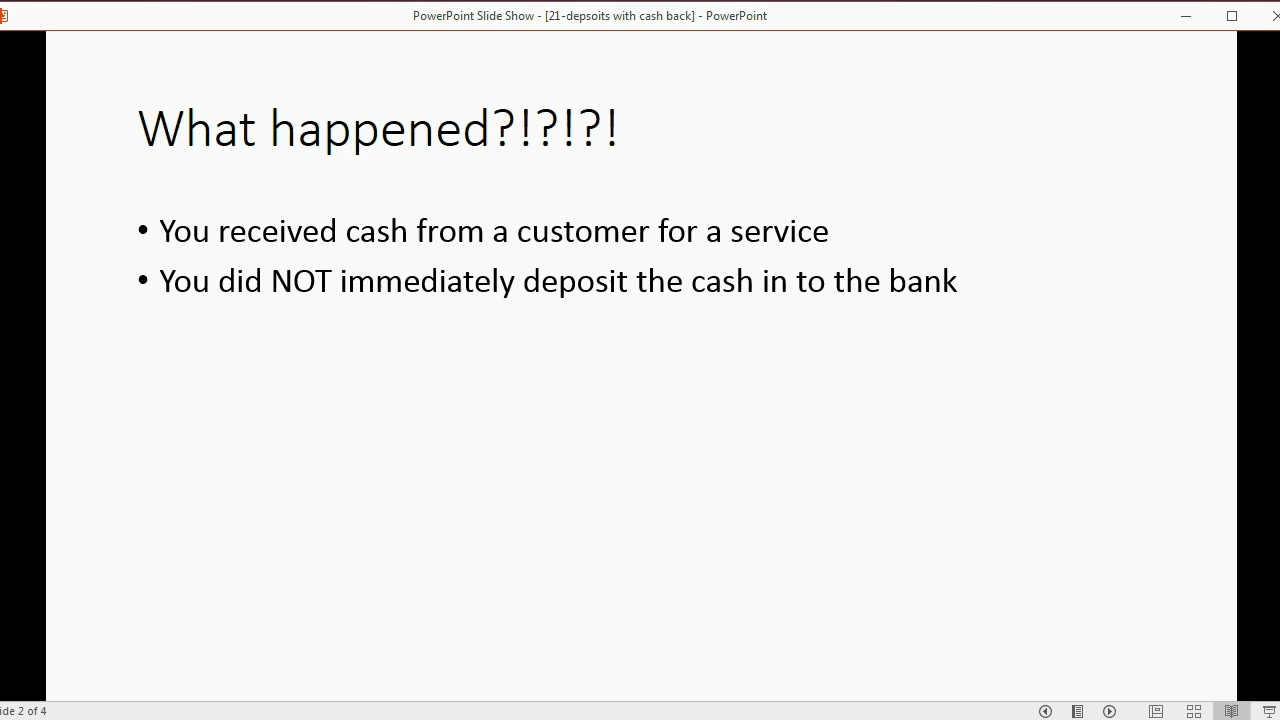 PowerPoint Slide Show - [21-depsoits with cash back] - PowerPoint
What happened?!?!?!
• You received cash from a customer for a service
• You did NOT immediately deposit the cash in to the bank
ide 2 of 4